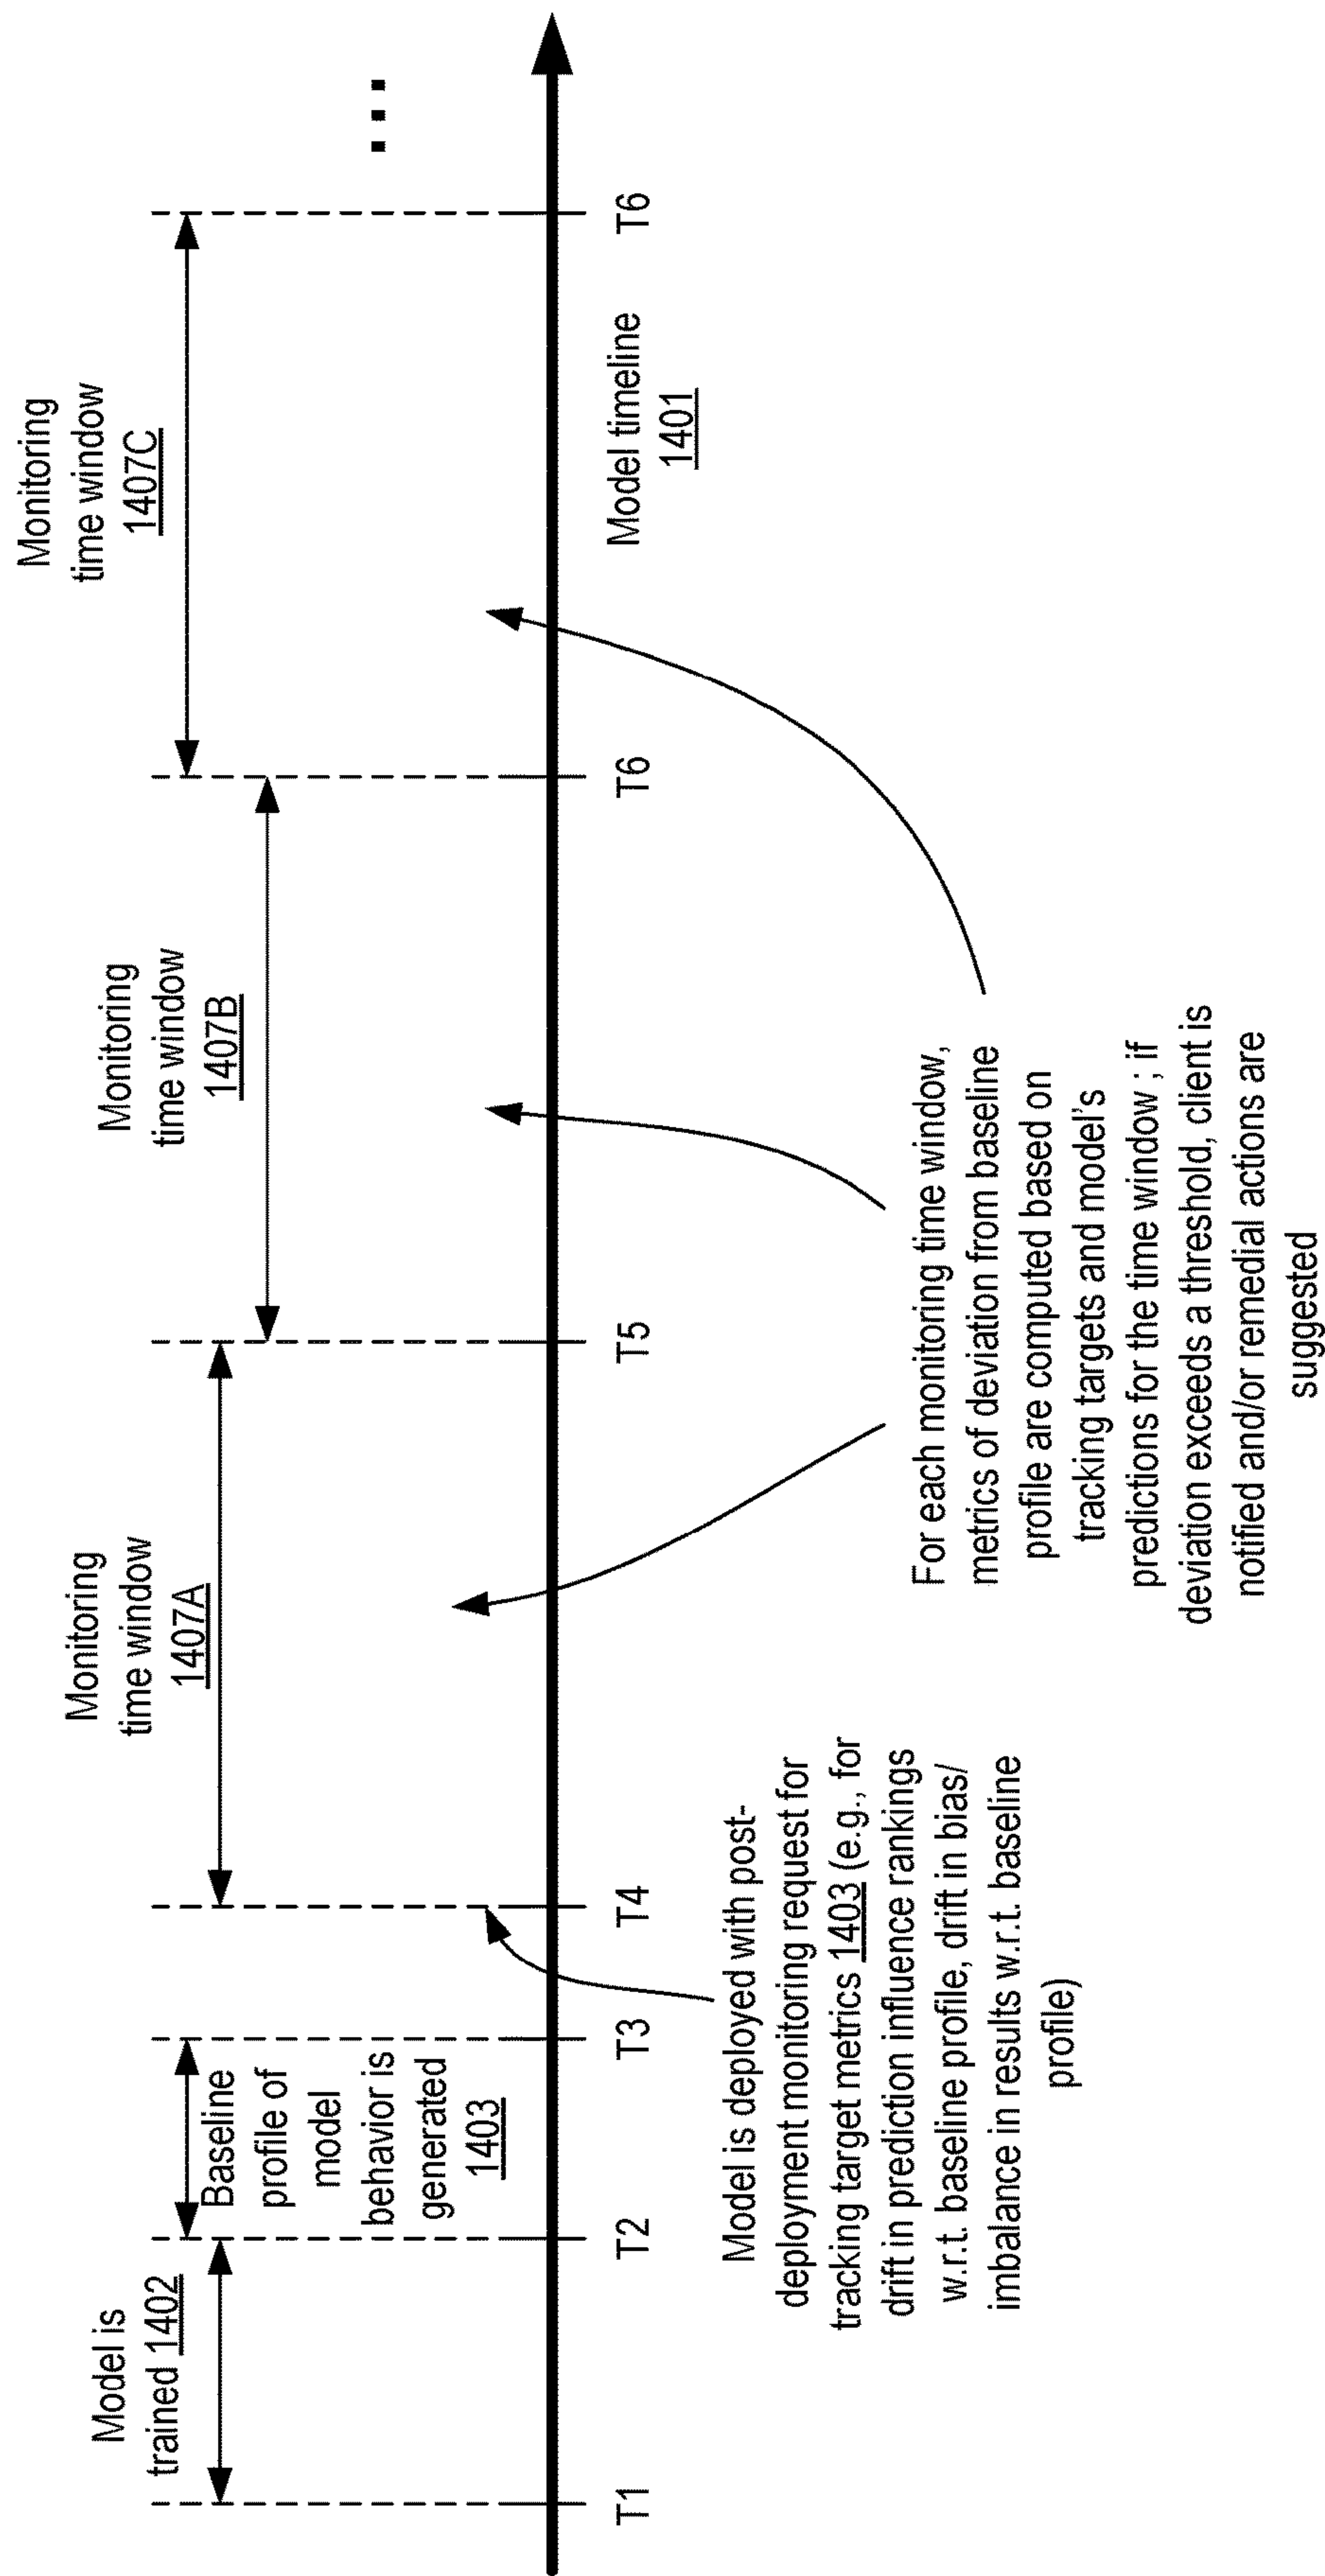 Model is
trained 1402
Baseline
profile of
model
behavior is
generated
1403
Monitoring
time window
1407A
Monitoring
time window
1407B
Monitoring
time window
1407C
...
T1
T2
T3
T4
T5
T6
T6
Model timeline
1401
Model is deployed with post-
deployment monitoring request for
tracking target metrics 1403 (e.g., for
drift in prediction influence rankings
w.r.t. baseline profile, drift in bias/
imbalance in results w.r.t. baseline
profile)
For each monitoring time window,
metrics of deviation from baseline
profile are computed based on
tracking targets and model's
predictions for the time window ; if
deviation exceeds a threshold, client is
notified and/or remedial actions are
suggested